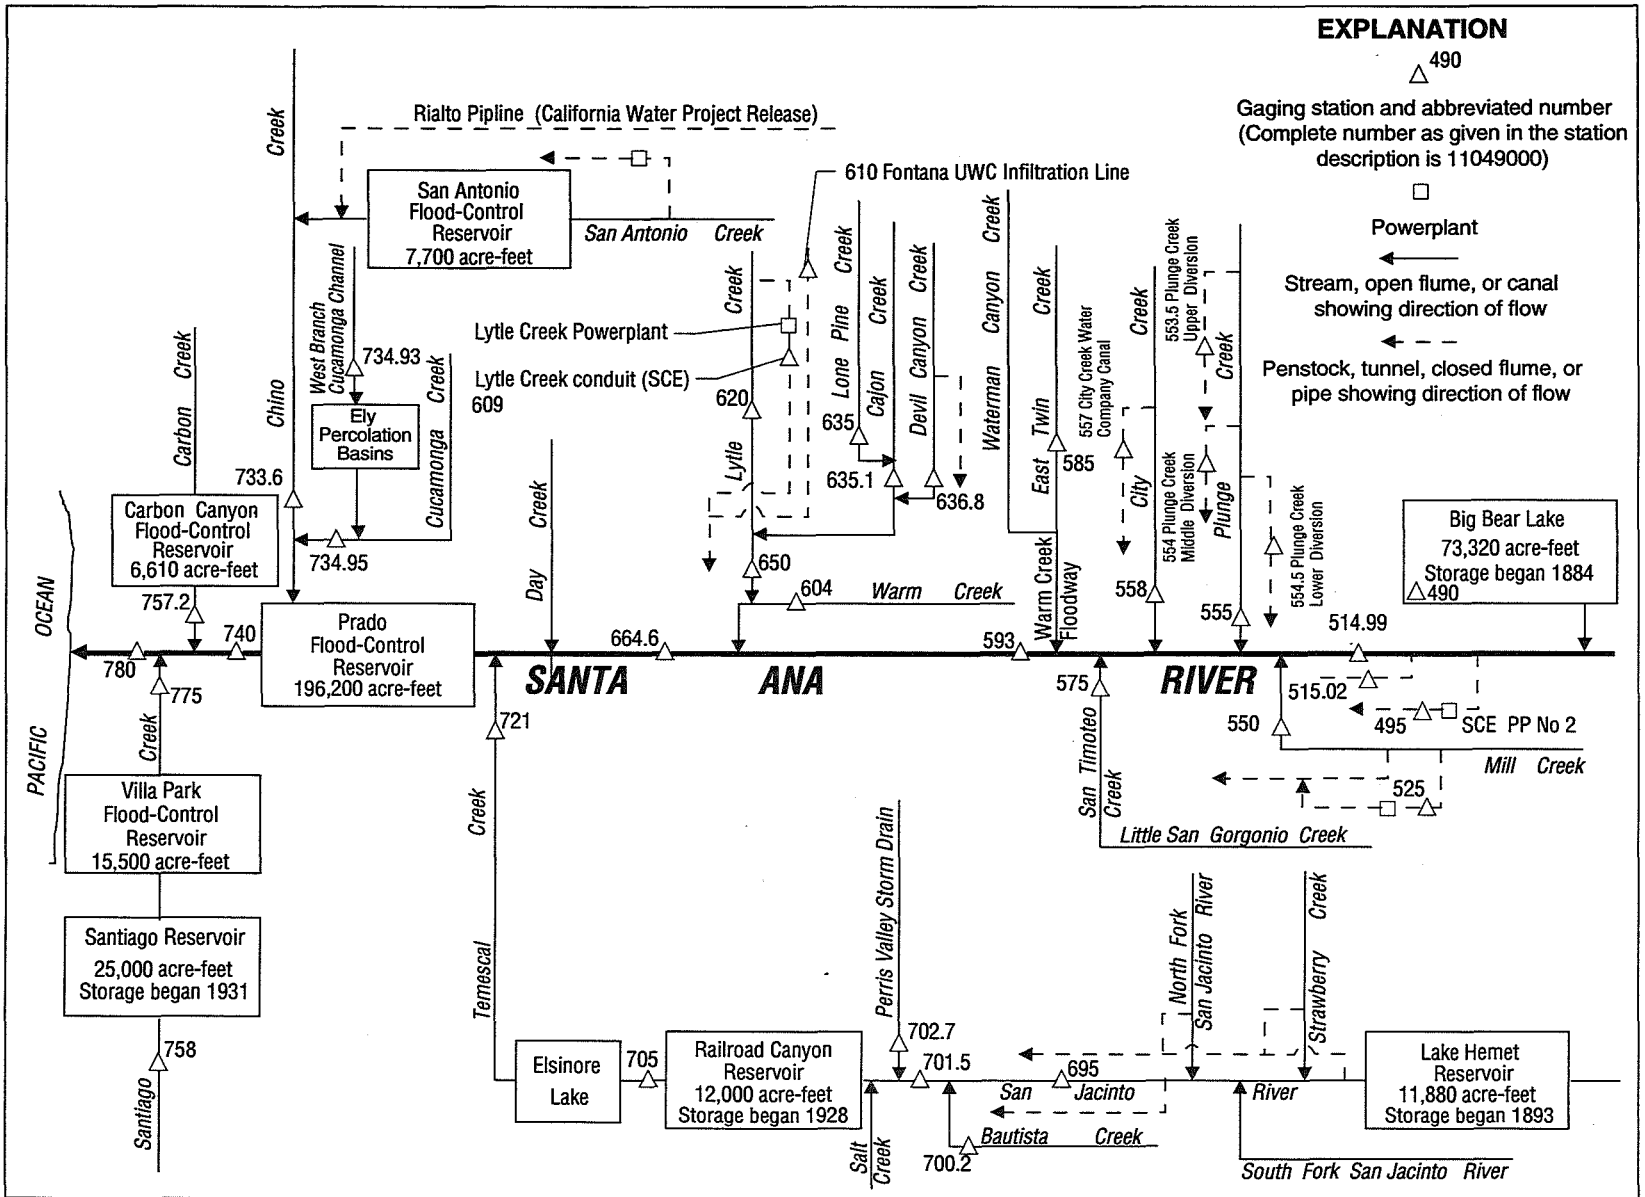 EXPLANATION
490
Gaging station and abbreviated number
(Complete number as given in the station
description is 11049000)
Powerplant
Stream, open flume, or canal
showing direction of flow
Penstock, tunnel, closed flume, or
pipe showing direction of flow
Rialto Pipline (California Water Project Release)
Chino Creek
San Antonio
Flood-Control
Reservoir
7,700 acre-feet
San Antonio Creek
610 Fontana UWC Infiltration Line
West Branch
Cucamonga Channel
734.93
Ely
Percolation
Basins
Cucamonga Creek
734.95
733.6
Carbon Creek
Carbon Canyon
Flood-Control
Reservoir
6,610 acre-feet
757.2
Lytle Creek Powerplant
Lytle Creek conduit (SCE)
609
620
Lytle Creek
650
604
Warm Creek
Lone Pine Creek
635
Cajon Creek
635.1
Devil Canyon Creek
636.8
Waterman Canyon Creek
East Twin Creek
585
Warm Creek
Floodway
557 City Creek Water
Company Canal
City Creek
558
553.5 Plunge Creek
Upper Diversion
554 Plunge Creek
Middle Diversion
Plunge Creek
555
554.5 Plunge Creek
Lower Diversion
Big Bear Lake
73,320 acre-feet
Storage began 1884
490
514.99
515.02
495
SCE PP No 2
550
Mill Creek
525
575
San Timoteo
Creek
Little San Gorgonio Creek
593
664.6
Day Creek
SANTA ANA RIVER
Prado
Flood-Control
Reservoir
196,200 acre-feet
740
780
775
PACIFIC OCEAN
Creek
Villa Park
Flood-Control
Reservoir
15,500 acre-feet
Santiago Reservoir
25,000 acre-feet
Storage began 1931
758
Santiago
721
Temescal Creek
Elsinore
Lake
705
Railroad Canyon
Reservoir
12,000 acre-feet
Storage began 1928
Perris Valley Storm Drain
702.7
701.5
695
San Jacinto River
Salt
Creek
700.2
Bautista Creek
North Fork
San Jacinto River
Strawberry Creek
Lake Hemet
Reservoir
11,880 acre-feet
Storage began 1893
South Fork San Jacinto River